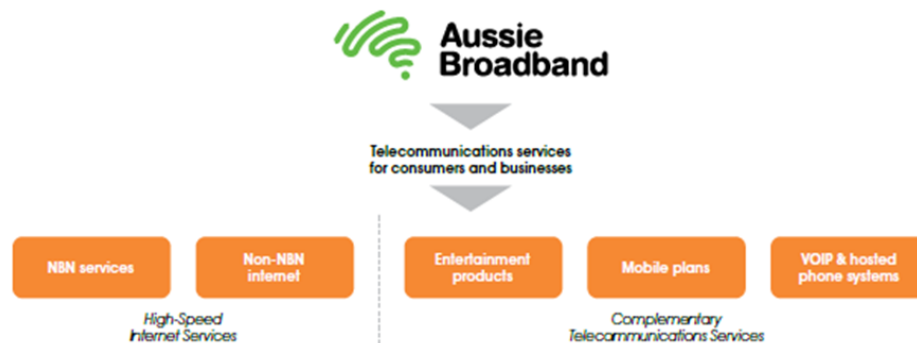 Aussie
Broadband
Telecommunications services
for consumers and businesses
NBN services
Non-NBN
internet
Entertainment
products
Mobile plans
VOIP & hosted
phone systems
High-Speed
Internet Services
Complementary
Telecommunications Services